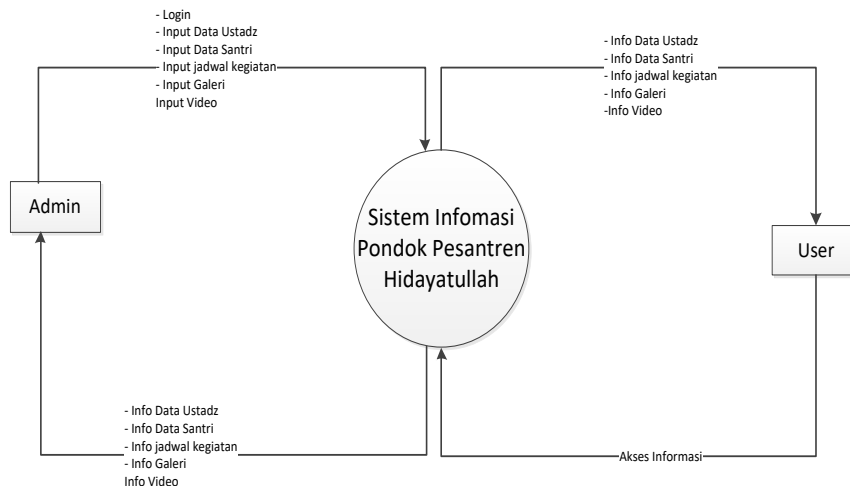 - Login
- Input Data Ustadz
- Input Data Santri
- Input jadwal kegiatan
- Input Galeri
Input Video
- Info Data Ustadz
- Info Data Santri
- Info jadwal kegiatan
- Info Galeri
-Info Video
Admin
Sistem Infomasi
Pondok Pesantren
Hidayatullah
User
- Info Data Ustadz
- Info Data Santri
- Info jadwal kegiatan
- Info Galeri
Info Video
Akses Informasi